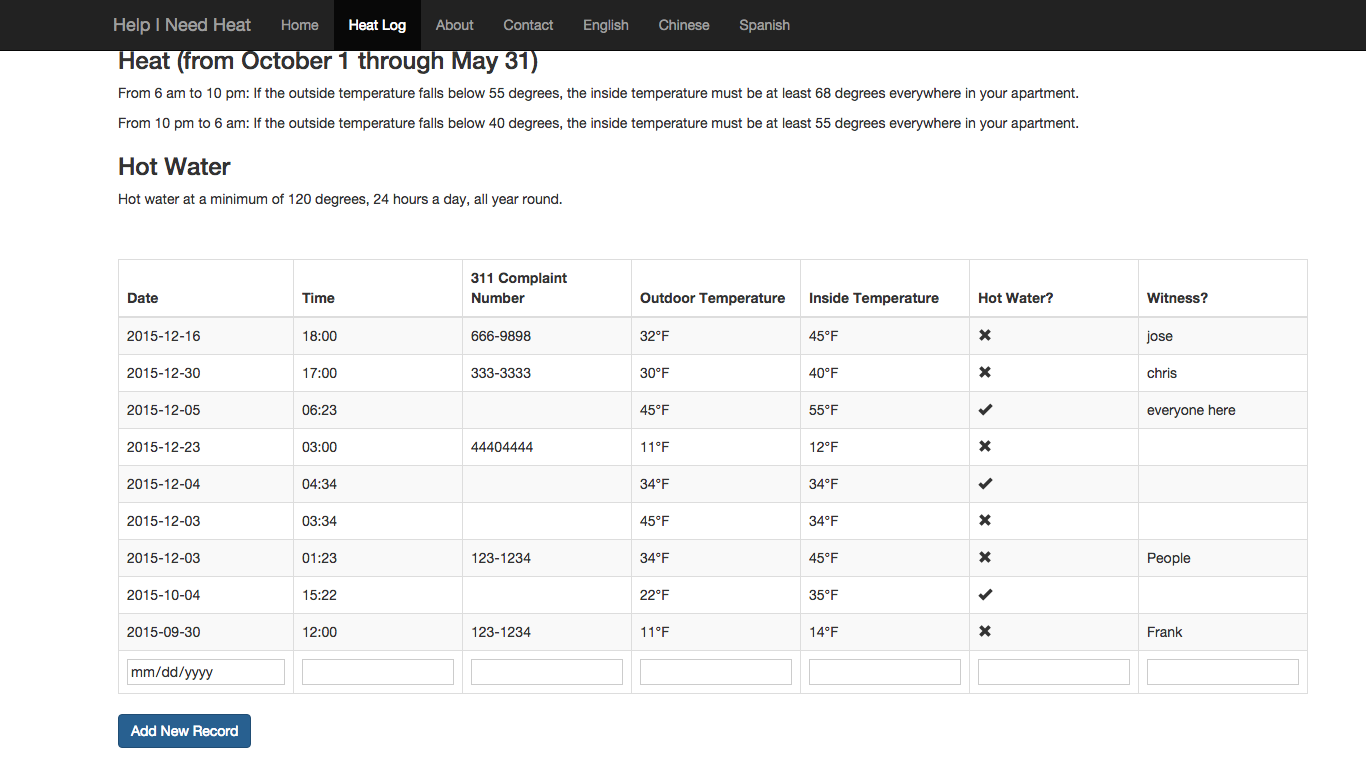 Help I Need Heat Home Heat Log About Contact English Chinese Spanish
Heat (from October 1 through May 31)
From 6 am to 10 pm: If the outside temperature falls below 55 degrees, the inside temperature must be at least 68 degrees everywhere in your apartment.
From 10 pm to 6 am: If the outside temperature falls below 40 degrees, the inside temperature must be at least 55 degrees everywhere in your apartment.
Hot Water
Hot water at a minimum of 120 degrees, 24 hours a day, all year round.
Date Time 311 Complaint Number Outdoor Temperature Inside Temperature Hot Water? Witness?
2015-12-16 18:00 666-9898 32°F 45°F ✖ jose
2015-12-30 17:00 333-3333 30°F 40°F ✖ chris
2015-12-05 06:23 45°F 55°F ✔ everyone here
2015-12-23 03:00 44404444 11°F 12°F ✖
2015-12-04 04:34 34°F 34°F ✔
2015-12-03 03:34 45°F 34°F ✖
2015-12-03 01:23 123-1234 34°F 45°F ✖ People
2015-10-04 15:22 22°F 35°F ✔
2015-09-30 12:00 123-1234 11°F 14°F ✖ Frank
mm/dd/yyyy
Add New Record